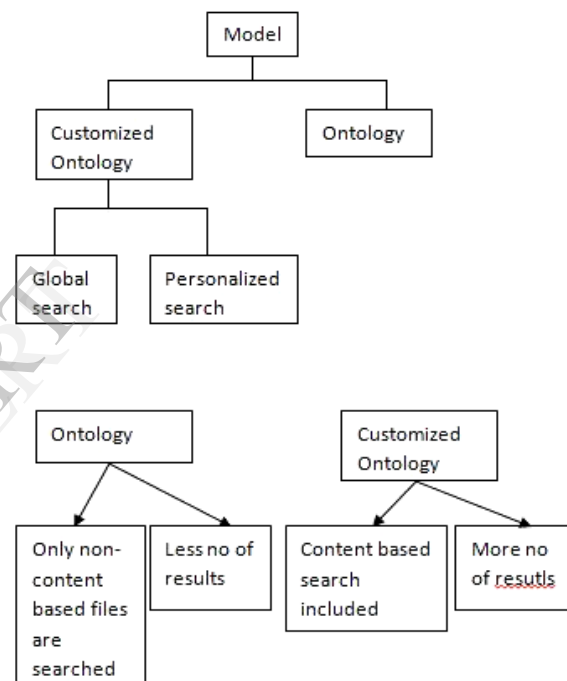 Model
Customized
Ontology
Ontology
Global
search
Personalized
search
Ontology
Customized
Ontology
Only non-
content
based files
are
searched
Less no of
results
Content based
search
included
More no
of resutls